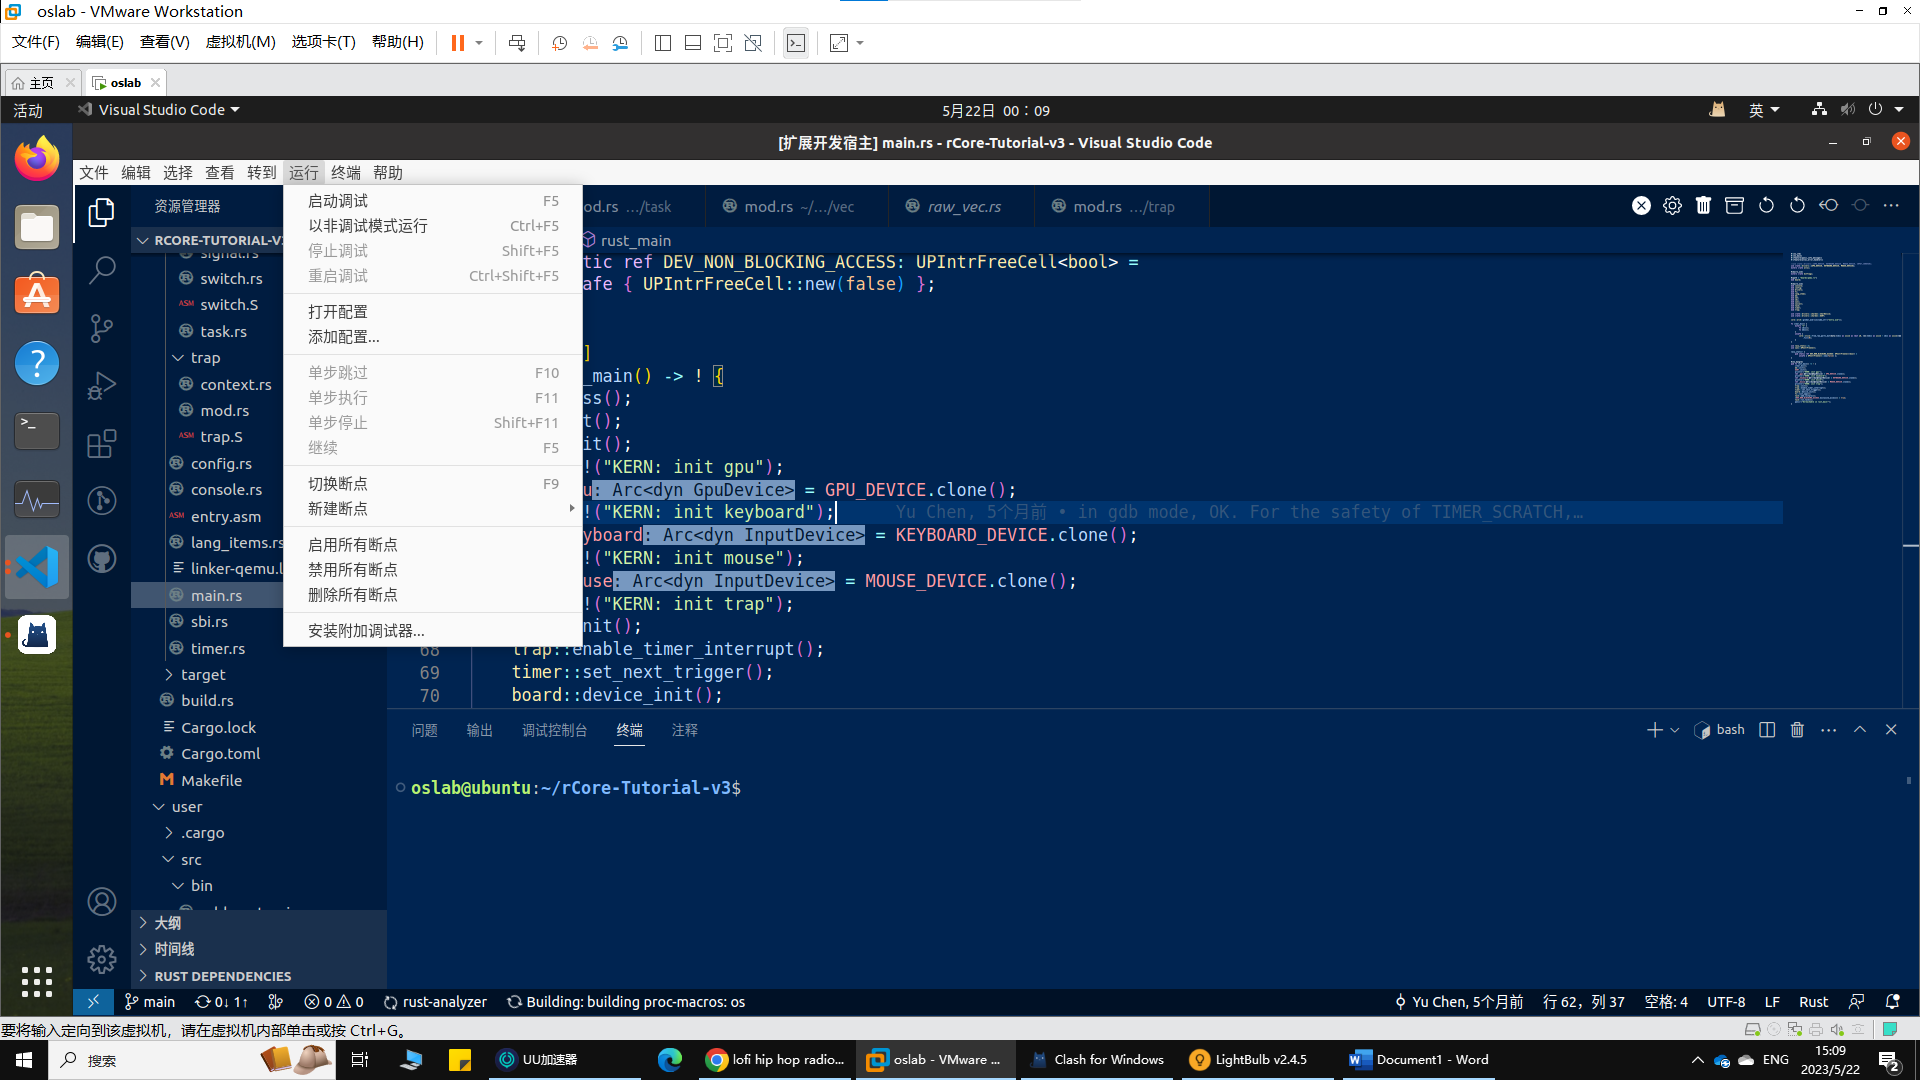 oslab - VMware Workstation
文件(F) 编辑(E) 查看(V) 虚拟机(M) 选项卡(T) 帮助(H)
主页 oslab
活动 Visual Studio Code 5月22日 00：09 英
[扩展开发宿主] main.rs - rCore-Tutorial-v3 - Visual Studio Code
文件 编辑 选择 查看 转到 运行 终端 帮助
资源管理器
RCORE-TUTORIAL-V
signal.rs
switch.rs
ASM switch.S
task.rs
trap
context.rs
mod.rs
ASM trap.S
config.rs
console.rs
ASM entry.asm
lang_items.rs
linker-qemu.l
main.rs
sbi.rs
timer.rs
target
build.rs
Cargo.lock
Cargo.toml
Makefile
user
.cargo
src
bin
大纲
时间线
RUST DEPENDENCIES
启动调试 F5
以非调试模式运行 Ctrl+F5
停止调试 Shift+F5
重启调试 Ctrl+Shift+F5
打开配置
添加配置...
单步跳过 F10
单步执行 F11
单步停止 Shift+F11
继续 F5
切换断点 F9
新建断点
启用所有断点
禁用所有断点
删除所有断点
安装附加调试器...
od.rs .../task mod.rs ~/.../vec raw_vec.rs mod.rs .../trap
rust_main
tic ref DEV_NON_BLOCKING_ACCESS: UPIntrFreeCell<bool> =
afe { UPIntrFreeCell::new(false) };
]
_main() -> ! {
ss();
t();
it();
!("KERN: init gpu");
u: Arc<dyn GpuDevice> = GPU_DEVICE.clone();
!("KERN: init keyboard"); Yu Chen, 5个月前 • in gdb mode, OK. For the safety of TIMER_SCRATCH,…
yboard: Arc<dyn InputDevice> = KEYBOARD_DEVICE.clone();
!("KERN: init mouse");
use: Arc<dyn InputDevice> = MOUSE_DEVICE.clone();
!("KERN: init trap");
nit();
68 trap::enable_timer_interrupt();
69 timer::set_next_trigger();
70 board::device_init();
问题 输出 调试控制台 终端 注释 bash
oslab@ubuntu:~/rCore-Tutorial-v3$
main 0↓ 1↑ 0 0 rust-analyzer Building: building proc-macros: os Yu Chen, 5个月前 行 62，列 37 空格: 4 UTF-8 LF Rust
要将输入定向到该虚拟机，请在虚拟机内部单击或按 Ctrl+G。
搜索 UU加速器 lofi hip hop radio... oslab - VMware ... Clash for Windows LightBulb v2.4.5 Document1 - Word ENG 15:09
2023/5/22 2